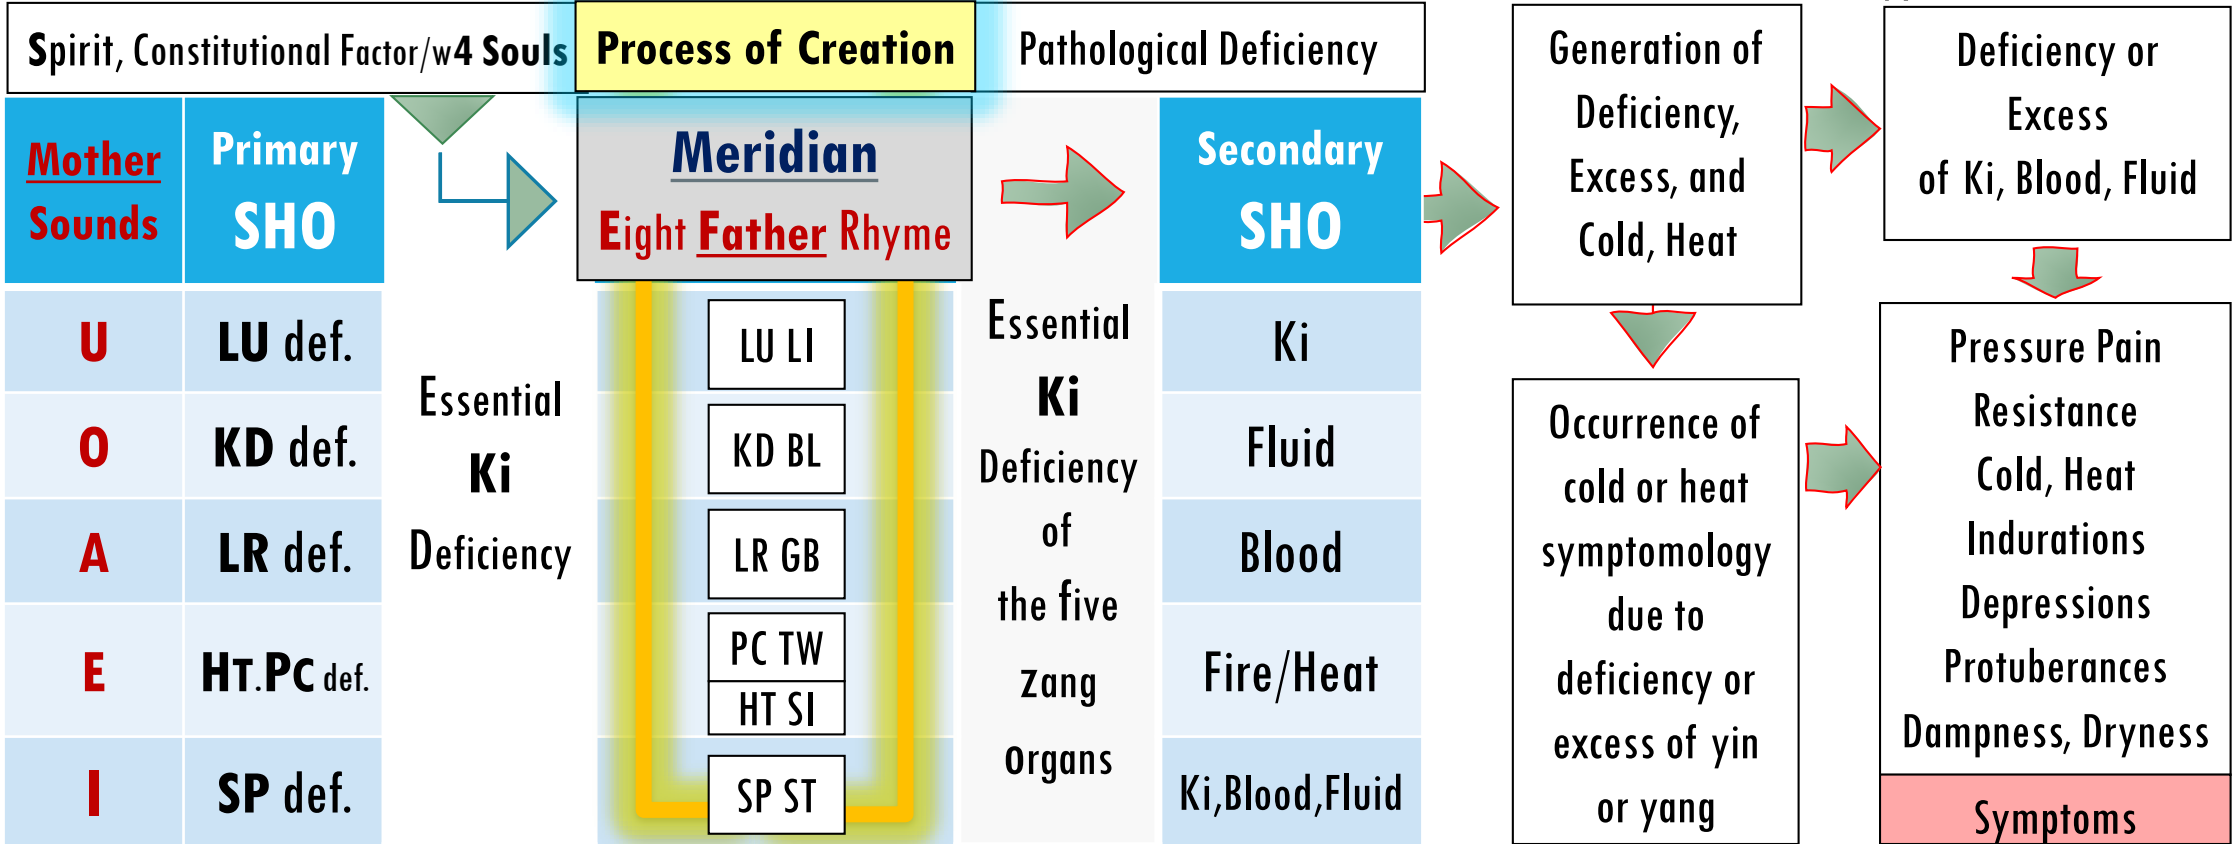 Spirit, Constitutional Factor/w4 Souls
Process of Creation
Pathological Deficiency
Mother
Sounds
Primary
SHO
Meridian
Eight Father Rhyme
Secondary
SHO
U
LU def.
LU LI
Ki
O
KD def.
KD BL
Fluid
A
LR def.
LR GB
Blood
E
HT.PC def.
PC TW
HT SI
Fire/Heat
I
SP def.
SP ST
Ki,Blood,Fluid
Essential
Ki
Deficiency
Essential
Ki
Deficiency
of
the five
Zang
organs
Generation of
Deficiency,
Excess, and
Cold, Heat
Deficiency or
Excess
of Ki, Blood, Fluid
Occurrence of
cold or heat
symptomology
due to
deficiency or
excess of yin
or yang
Pressure Pain
Resistance
Cold, Heat
Indurations
Depressions
Protuberances
Dampness, Dryness
Symptoms